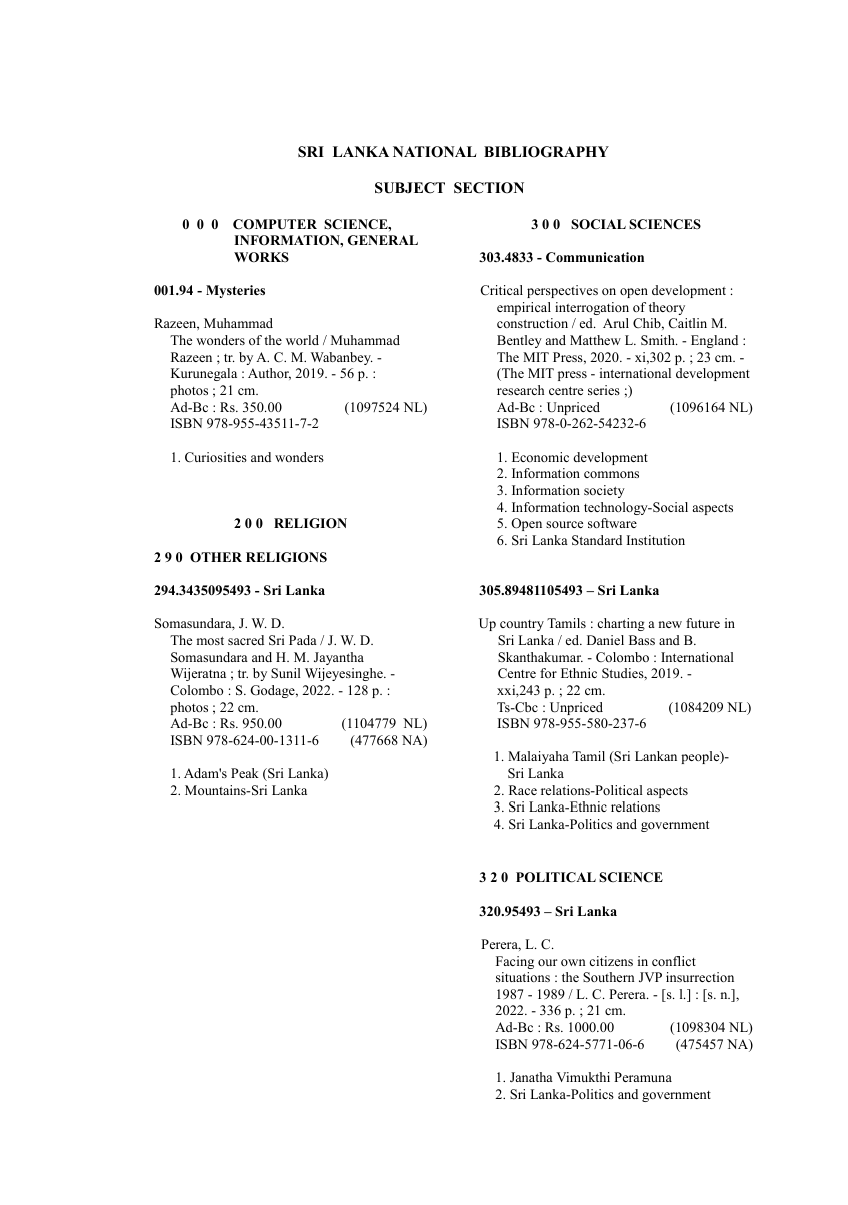 SRI LANKA NATIONAL BIBLIOGRAPHY
SUBJECT SECTION
0 0 0 COMPUTER SCIENCE,
INFORMATION, GENERAL
WORKS
001.94 - Mysteries
Razeen, Muhammad
The wonders of the world / Muhammad
Razeen ; tr. by A. C. M. Wabanbey. -
Kurunegala : Author, 2019. - 56 p. :
photos ; 21 cm.
Ad-Bc : Rs. 350.00 (1097524 NL)
ISBN 978-955-43511-7-2
1. Curiosities and wonders
2 0 0 RELIGION
2 9 0 OTHER RELIGIONS
294.3435095493 - Sri Lanka
Somasundara, J. W. D.
The most sacred Sri Pada / J. W. D.
Somasundara and H. M. Jayantha
Wijeratna ; tr. by Sunil Wijeyesinghe. -
Colombo : S. Godage, 2022. - 128 p. :
photos ; 22 cm.
Ad-Bc : Rs. 950.00 (1104779 NL)
ISBN 978-624-00-1311-6 (477668 NA)
1. Adam's Peak (Sri Lanka)
2. Mountains-Sri Lanka
3 0 0 SOCIAL SCIENCES
303.4833 - Communication
Critical perspectives on open development :
empirical interrogation of theory
construction / ed. Arul Chib, Caitlin M.
Bentley and Matthew L. Smith. - England :
The MIT Press, 2020. - xi,302 p. ; 23 cm. -
(The MIT press - international development
research centre series ;)
Ad-Bc : Unpriced (1096164 NL)
ISBN 978-0-262-54232-6
1. Economic development
2. Information commons
3. Information society
4. Information technology-Social aspects
5. Open source software
6. Sri Lanka Standard Institution
305.89481105493 – Sri Lanka
Up country Tamils : charting a new future in
Sri Lanka / ed. Daniel Bass and B.
Skanthakumar. - Colombo : International
Centre for Ethnic Studies, 2019. -
xxi,243 p. ; 22 cm.
Ts-Cbc : Unpriced (1084209 NL)
ISBN 978-955-580-237-6
1. Malaiyaha Tamil (Sri Lankan people)-
Sri Lanka
2. Race relations-Political aspects
3. Sri Lanka-Ethnic relations
4. Sri Lanka-Politics and government
3 2 0 POLITICAL SCIENCE
320.95493 – Sri Lanka
Perera, L. C.
Facing our own citizens in conflict
situations : the Southern JVP insurrection
1987 - 1989 / L. C. Perera. - [s. l.] : [s. n.],
2022. - 336 p. ; 21 cm.
Ad-Bc : Rs. 1000.00 (1098304 NL)
ISBN 978-624-5771-06-6 (475457 NA)
1. Janatha Vimukthi Peramuna
2. Sri Lanka-Politics and government